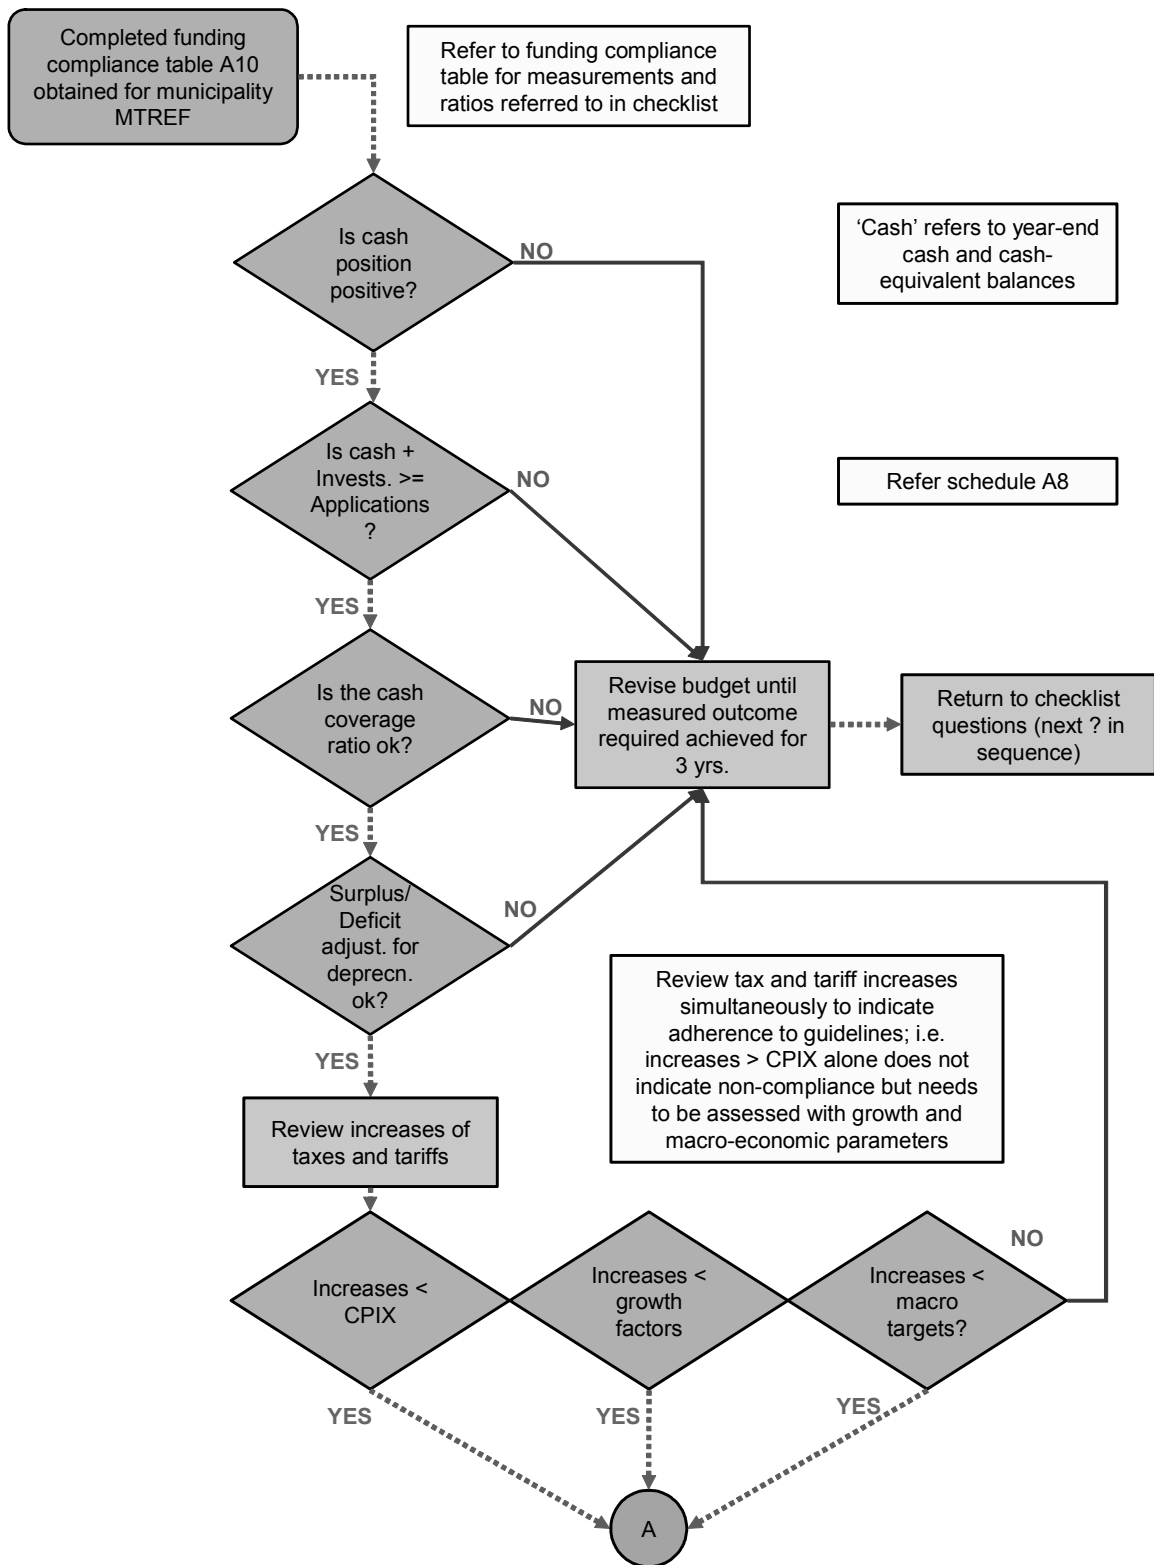 Completed funding
compliance table A10
obtained for municipality
MTREF
Refer to funding compliance
table for measurements and
ratios referred to in checklist
Is cash
position
positive?
NO
‘Cash’ refers to year-end
cash and cash-
equivalent balances
YES
Is cash +
Invests. >=
Applications
?
NO
Refer schedule A8
YES
Is the cash
coverage
ratio ok?
NO
Revise budget until
measured outcome
required achieved for
3 yrs.
Return to checklist
questions (next ? in
sequence)
YES
Surplus/
Deficit
adjust. for
deprecn.
ok?
NO
YES
Review tax and tariff increases
simultaneously to indicate
adherence to guidelines; i.e.
increases > CPIX alone does not
indicate non-compliance but needs
to be assessed with growth and
macro-economic parameters
Review increases of
taxes and tariffs
Increases <
CPIX
Increases <
growth
factors
Increases <
macro
targets?
NO
YES
YES
YES
A